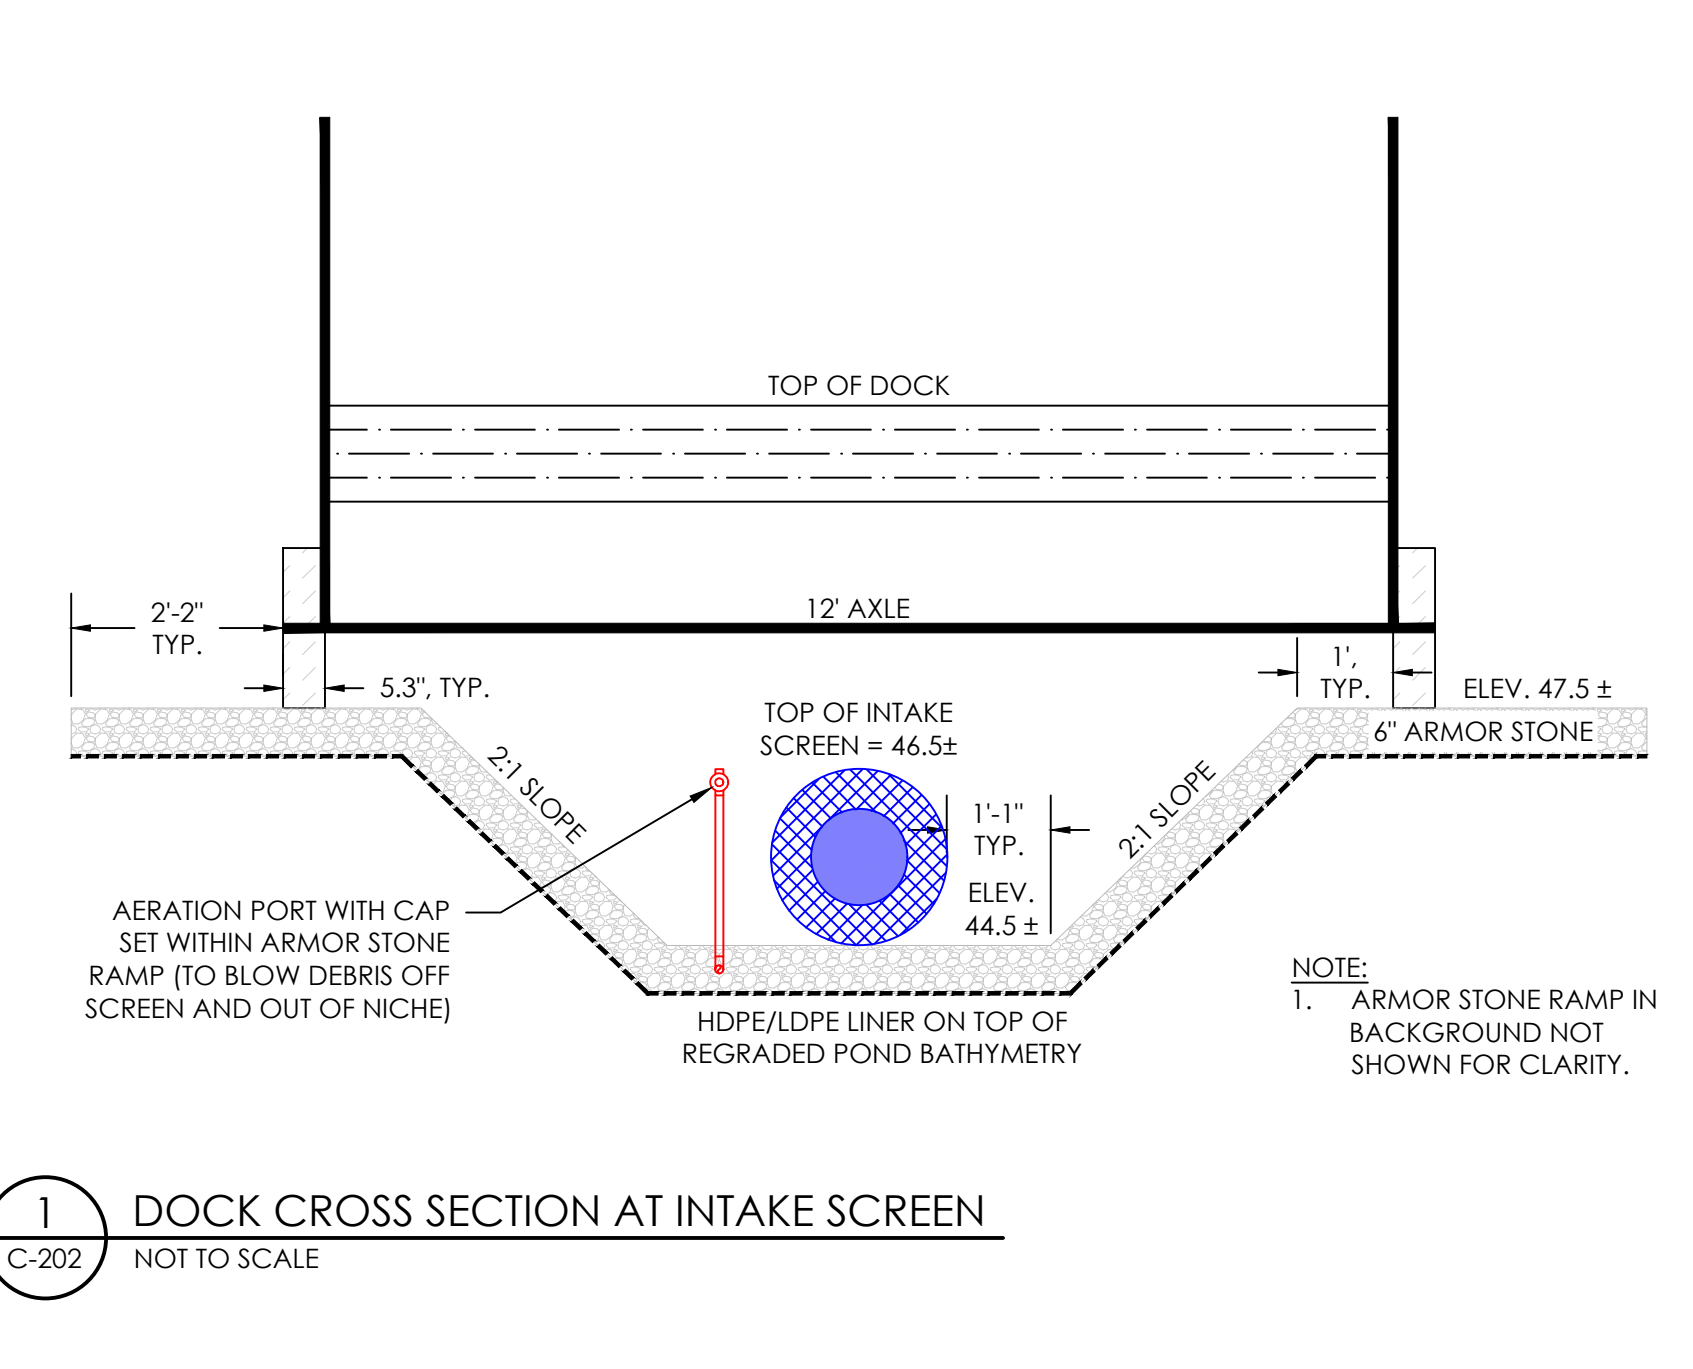 TOP OF DOCK
12' AXLE
2'-2"
TYP.
5.3", TYP.
1',
TYP.
ELEV. 47.5 ±
6" ARMOR STONE
TOP OF INTAKE
SCREEN = 46.5±
2:1 SLOPE
2:1 SLOPE
1'-1"
TYP.
ELEV.
44.5 ±
AERATION PORT WITH CAP
SET WITHIN ARMOR STONE
RAMP (TO BLOW DEBRIS OFF
SCREEN AND OUT OF NICHE)
HDPE/LDPE LINER ON TOP OF
REGRADED POND BATHYMETRY
NOTE:
1. ARMOR STONE RAMP IN
BACKGROUND NOT
SHOWN FOR CLARITY.
1
C-202
DOCK CROSS SECTION AT INTAKE SCREEN
NOT TO SCALE